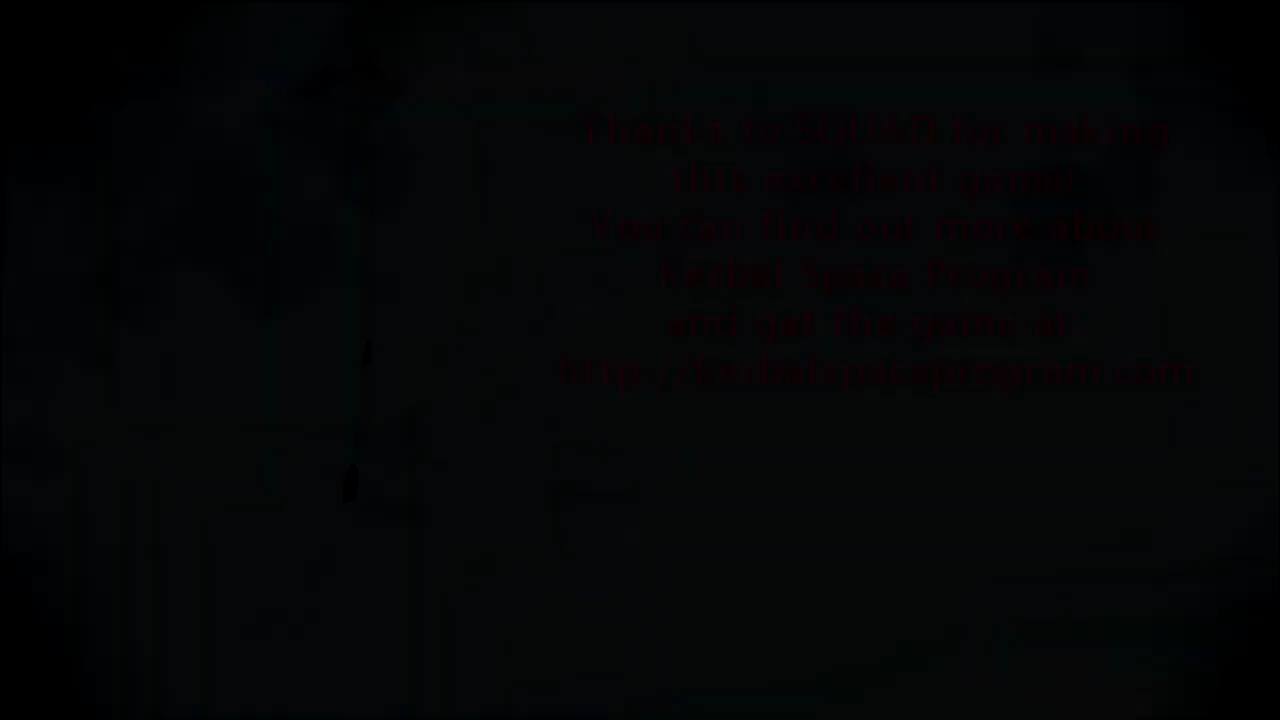 Thanks to SQUAD for making
this excellent game!
You can find out more about
Kerbal Space Program
and get the game at
http://kerbalspaceprogram.com